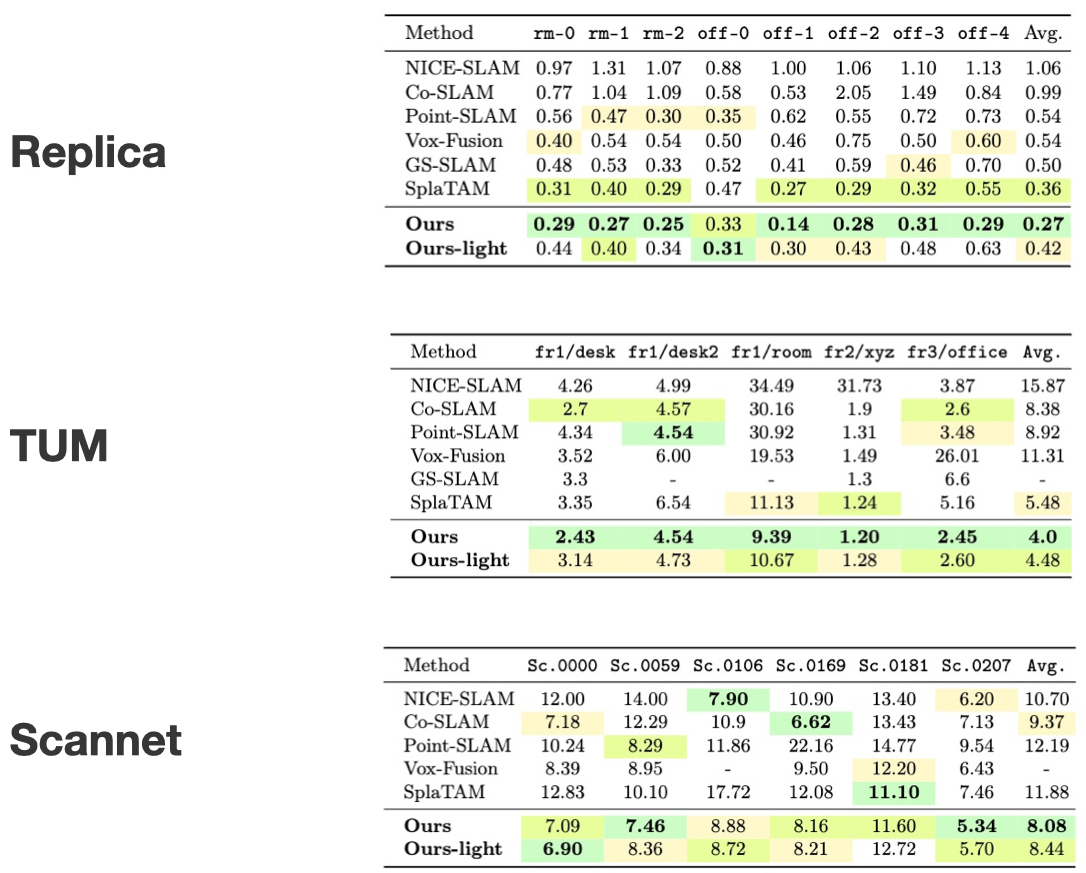 Replica
Method rm-0 rm-1 rm-2 off-0 off-1 off-2 off-3 off-4 Avg.
NICE-SLAM 0.97 1.31 1.07 0.88 1.00 1.06 1.10 1.13 1.06
Co-SLAM 0.77 1.04 1.09 0.58 0.53 2.05 1.49 0.84 0.99
Point-SLAM 0.56 0.47 0.30 0.35 0.62 0.55 0.72 0.73 0.54
Vox-Fusion 0.40 0.54 0.54 0.50 0.46 0.75 0.50 0.60 0.54
GS-SLAM 0.48 0.53 0.33 0.52 0.41 0.59 0.46 0.70 0.50
SplaTAM 0.31 0.40 0.29 0.47 0.27 0.29 0.32 0.55 0.36
Ours 0.29 0.27 0.25 0.33 0.14 0.28 0.31 0.29 0.27
Ours-light 0.44 0.40 0.34 0.31 0.30 0.43 0.48 0.63 0.42
TUM
Method fr1/desk fr1/desk2 fr1/room fr2/xyz fr3/office Avg.
NICE-SLAM 4.26 4.99 34.49 31.73 3.87 15.87
Co-SLAM 2.7 4.57 30.16 1.9 2.6 8.38
Point-SLAM 4.34 4.54 30.92 1.31 3.48 8.92
Vox-Fusion 3.52 6.00 19.53 1.49 26.01 11.31
GS-SLAM 3.3 - - 1.3 6.6 -
SplaTAM 3.35 6.54 11.13 1.24 5.16 5.48
Ours 2.43 4.54 9.39 1.20 2.45 4.0
Ours-light 3.14 4.73 10.67 1.28 2.60 4.48
Scannet
Method Sc.0000 Sc.0059 Sc.0106 Sc.0169 Sc.0181 Sc.0207 Avg.
NICE-SLAM 12.00 14.00 7.90 10.90 13.40 6.20 10.70
Co-SLAM 7.18 12.29 10.9 6.62 13.43 7.13 9.37
Point-SLAM 10.24 8.29 11.86 22.16 14.77 9.54 12.19
Vox-Fusion 8.39 8.95 - 9.50 12.20 6.43 -
SplaTAM 12.83 10.10 17.72 12.08 11.10 7.46 11.88
Ours 7.09 7.46 8.88 8.16 11.60 5.34 8.08
Ours-light 6.90 8.36 8.72 8.21 12.72 5.70 8.44